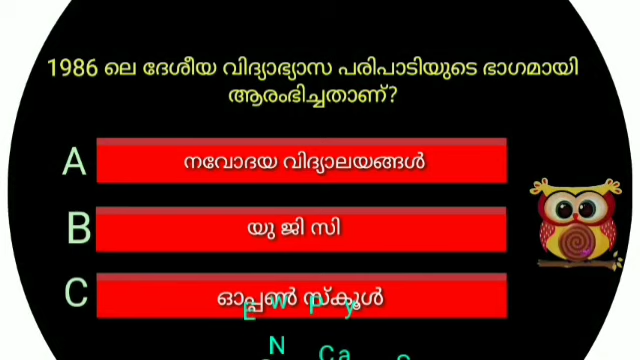 1986 ലെ ദേശീയ വിദ്യാഭ്യാസ പരിപാടിയുടെ ഭാഗമായി
ആരംഭിച്ചതാണ്?
A നവോദയ വിദ്യാലയങ്ങൾ
B യു ജി സി
C ഓപ്പൺ സ്കൂൾ